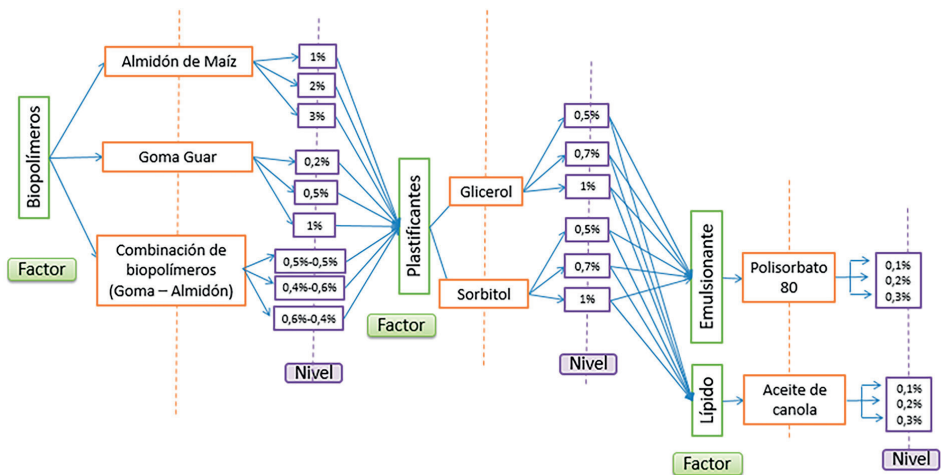 Biopolímeros
Factor
Almidón de Maíz
1%
2%
3%
Goma Guar
0,2%
0,5%
1%
Combinación de
biopolímeros
(Goma – Almidón)
0,5%-0,5%
0,4%-0,6%
0,6%-0,4%
Nivel
Plastificantes
Factor
Glicerol
0,5%
0,7%
1%
Sorbitol
0,5%
0,7%
1%
Nivel
Emulsionante
Polisorbato
80
0,1%
0,2%
0,3%
Lípido
Factor
Aceite de
canola
0,1%
0,2%
0,3%
Nivel